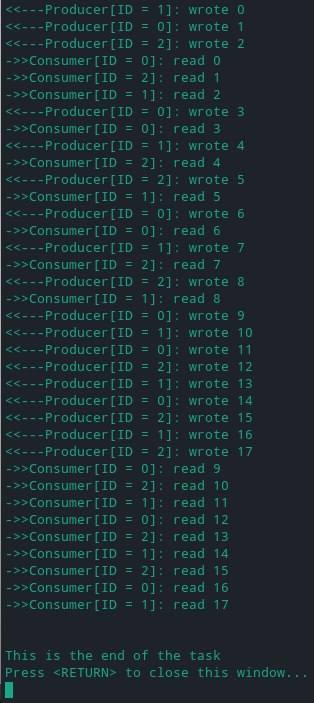 <<---Producer[ID = 1]: wrote 0
<<---Producer[ID = 0]: wrote 1
<<---Producer[ID = 2]: wrote 2
->>Consumer[ID = 0]: read 0
->>Consumer[ID = 2]: read 1
->>Consumer[ID = 1]: read 2
<<---Producer[ID = 0]: wrote 3
->>Consumer[ID = 0]: read 3
<<---Producer[ID = 1]: wrote 4
->>Consumer[ID = 2]: read 4
<<---Producer[ID = 2]: wrote 5
->>Consumer[ID = 1]: read 5
<<---Producer[ID = 0]: wrote 6
->>Consumer[ID = 0]: read 6
<<---Producer[ID = 1]: wrote 7
->>Consumer[ID = 2]: read 7
<<---Producer[ID = 2]: wrote 8
->>Consumer[ID = 1]: read 8
<<---Producer[ID = 0]: wrote 9
<<---Producer[ID = 1]: wrote 10
<<---Producer[ID = 0]: wrote 11
<<---Producer[ID = 2]: wrote 12
<<---Producer[ID = 1]: wrote 13
<<---Producer[ID = 0]: wrote 14
<<---Producer[ID = 2]: wrote 15
<<---Producer[ID = 1]: wrote 16
<<---Producer[ID = 2]: wrote 17
->>Consumer[ID = 0]: read 9
->>Consumer[ID = 2]: read 10
->>Consumer[ID = 1]: read 11
->>Consumer[ID = 0]: read 12
->>Consumer[ID = 2]: read 13
->>Consumer[ID = 1]: read 14
->>Consumer[ID = 2]: read 15
->>Consumer[ID = 0]: read 16
->>Consumer[ID = 1]: read 17
This is the end of the task
Press <RETURN> to close this window...